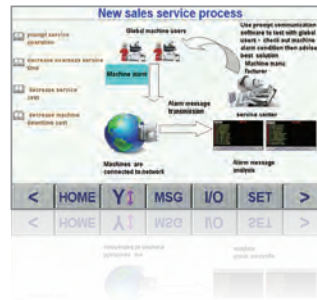 New sales service process
prompt service
operation
decrease oversea service
time
decrease service
cost
decrease machine
downtime cost
Global machine users
Machine alarm
Use prompt communication
software to test with global
users - check out machine
alarm condition then advise
best solution
Machine manu
facturer
Alarm message
transmission
service center
Machines are
connected to network
Alarm message
analysis
< HOME Y MSG I/O SET >